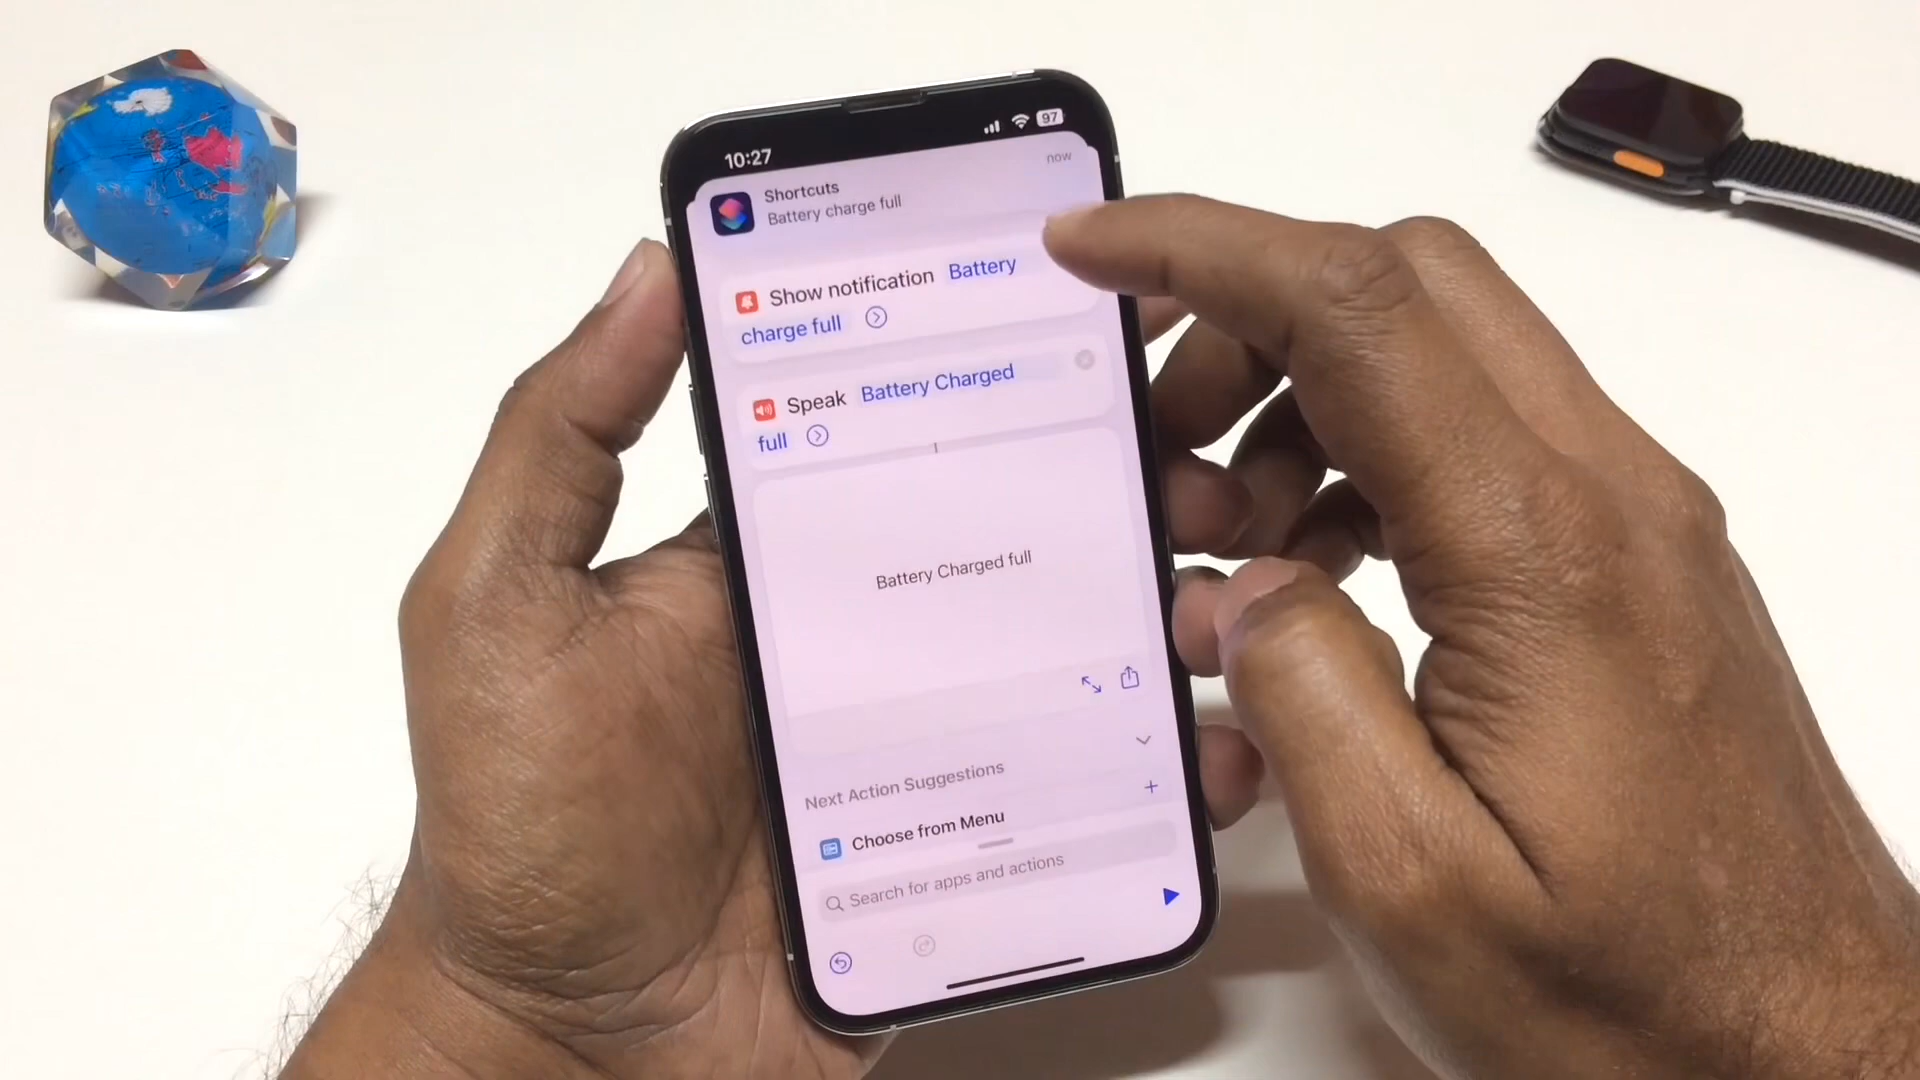 10:27
97
Shortcuts
now
Battery charge full
Show notification Battery
charge full
Speak Battery Charged
full
Battery Charged full
Next Action Suggestions
Choose from Menu
Search for apps and actions